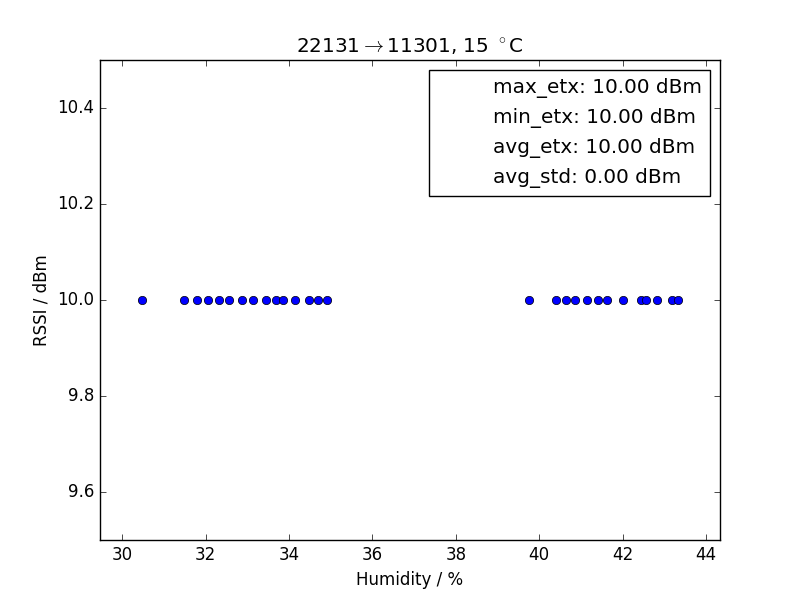 22131→11301, 15 °C
max_etx: 10.00 dBm
min_etx: 10.00 dBm
avg_etx: 10.00 dBm
avg_std: 0.00 dBm
10.4
10.2
10.0
9.8
9.6
RSSI / dBm
30 32 34 36 38 40 42 44
Humidity / %